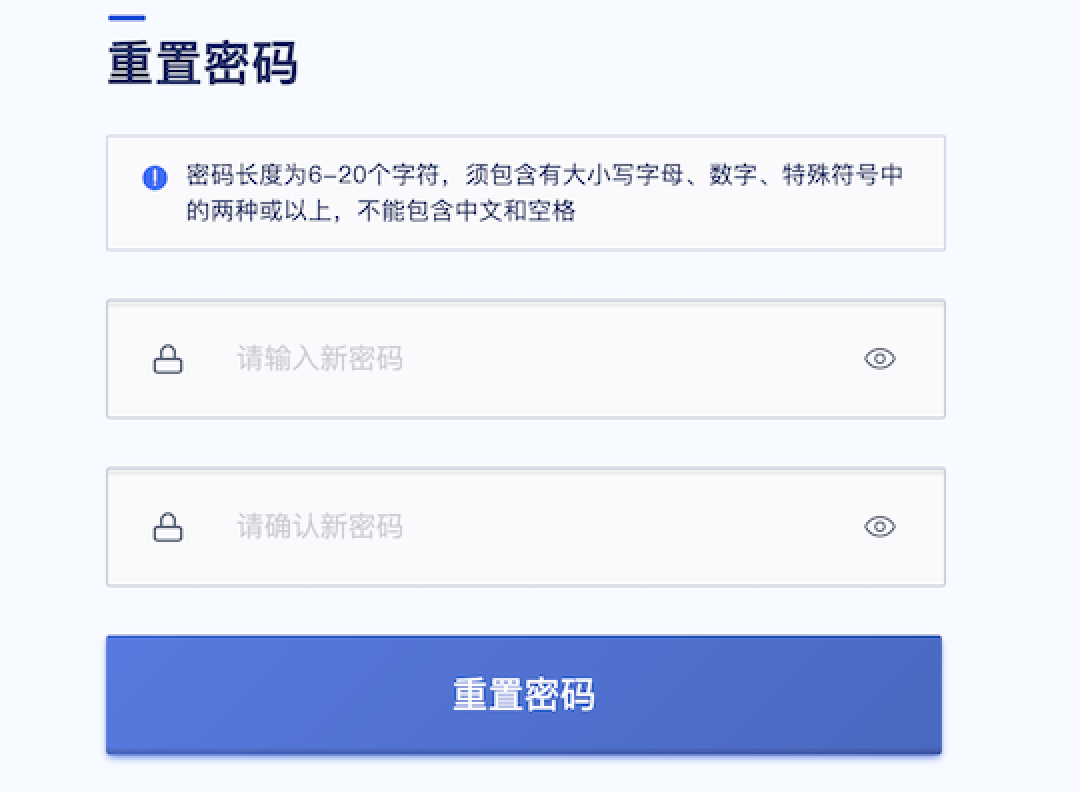 重置密码
密码长度为6-20个字符，须包含有大小写字母、数字、特殊符号中
的两种或以上，不能包含中文和空格
请输入新密码
请确认新密码
重置密码